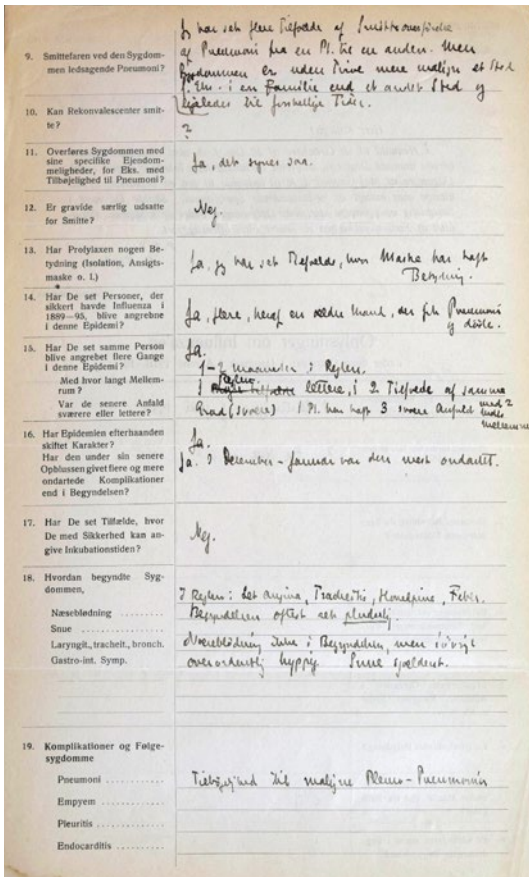 Jeg har set flere Tilfælde af Smitteoverførelse
9. Smittefaren ved den Sygdom-
men ledsagende Pneumoni?
af Pneumoni fra en Pt. til en anden. Men
Sygdommen er uden Tvivl mere malign et Sted
f. Eks. i en Familie end et andet Sted og
ligeledes til forskellige Tider.
10. Kan Rekonvalescenter smit-
te?
?
11. Overføres Sygdommen med
sine specifike Ejendom-
meligheder, for Eks. med
Tilbøjelighed til Pneumoni?
Ja, det synes saa.
12. Er gravide særlig udsatte
for Smitte?
Nej.
13. Har Profylaxen nogen Be-
tydning (Isolation, Ansigts-
maske o. l.)
Ja, jeg har set Tilfælde, hvor Maske har haft
Betydning.
14. Har De set Personer, der
sikkert havde Influenza i
1889—95, blive angrebne
i denne Epidemi?
Ja, flere, heraf en ældre Mand, der fik Pneumoni
og døde.
15. Har De set samme Person
blive angrebet flere Gange
i denne Epidemi?
Ja.
Med hvor langt Mellem-
rum?
1-2 maaneder i Reglen.
Var de senere Anfald
sværere eller lettere?
I Reglen lettere, i 2 Tilfælde af samme
Grad (svære) 1 Pt. har haft 3 svære Anfald med 2
mdrs
mellemrum
16. Har Epidemien efterhaanden
skiftet Karakter?
Ja.
Har den under sin senere
Opblussen givet flere og mere
ondartede Komplikationer
end i Begyndelsen?
Ja. I December - Januar var den mest ondartet.
17. Har De set Tilfælde, hvor
De med Sikkerhed kan an-
give Inkubationstiden?
Nej.
18. Hvordan begyndte Syg-
dommen,
I Reglen: Let angina, Tracheitis, Hovedpine, Feber.
Næseblødning
Begyndelsen oftest ret pludselig.
Snue
Laryngit., tracheit., bronch.
Næseblødning ikke i Begyndelsen, men iøvrigt
Gastro-int. Symp.
overordentlig hyppig. Snue sjældent.
19. Komplikationer og Følge-
sygdomme
Pneumoni
Tilbøjelighed til maligne Pleuro-Pneumonier
Empyem
Pleuritis
Endocarditis